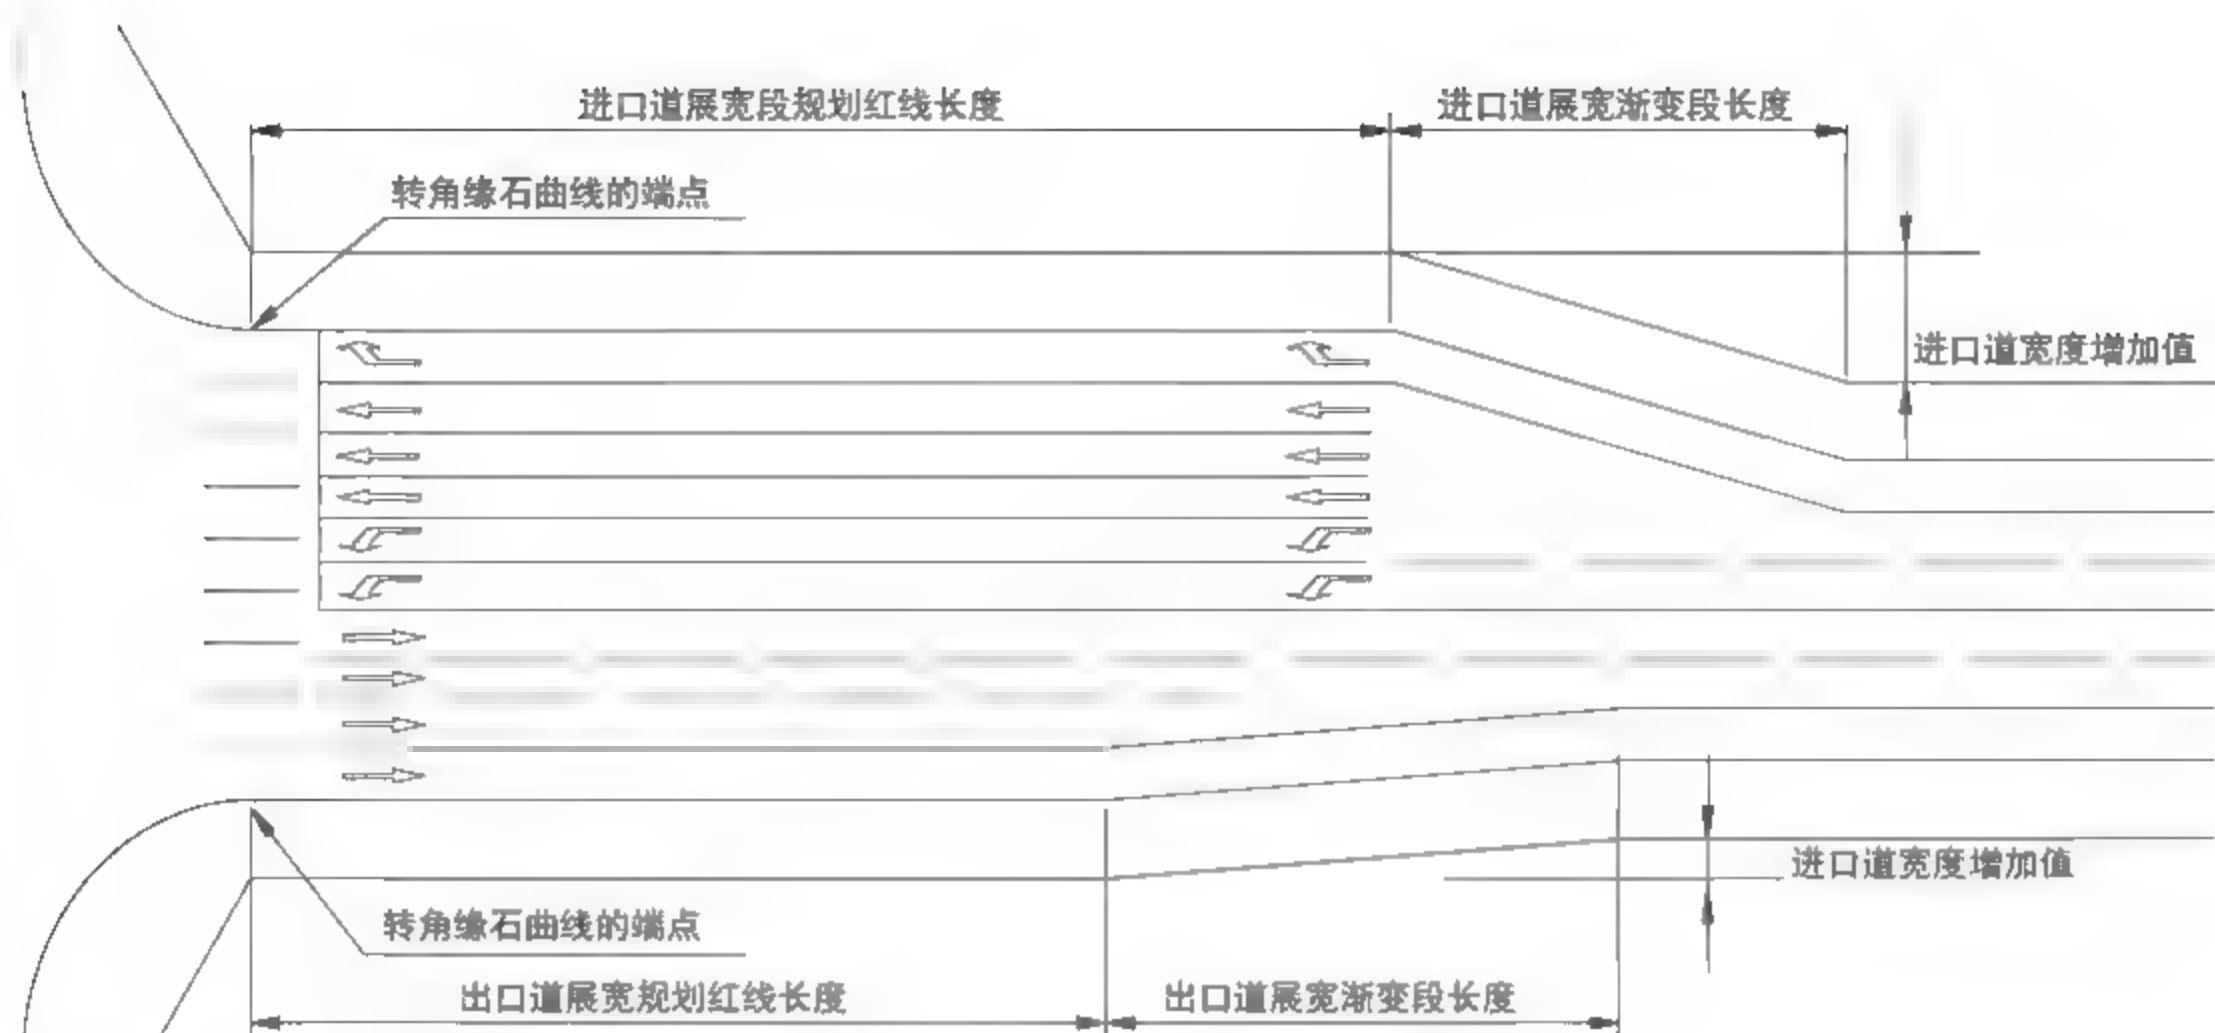 进口道展宽段规划红线长度
进口道展宽渐变段长度
转角缘石曲线的端点
进口道宽度增加值
进口道宽度增加值
转角缘石曲线的端点
出口道展宽规划红线长度
出口道展宽渐变段长度